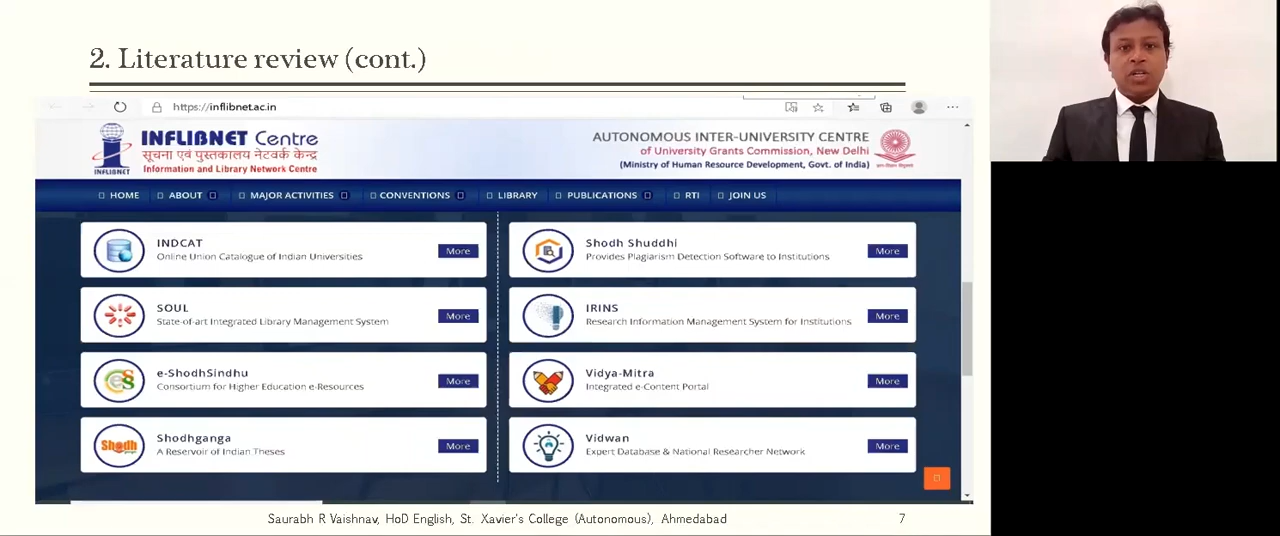 2. Literature review (cont.)
https://inflibnet.ac.in
INFLIBNET
INFLIBNET Centre
सूचना एवं पुस्तकालय नेटवर्क केन्द्र
Information and Library Network Centre
AUTONOMOUS INTER-UNIVERSITY CENTRE
of University Grants Commission, New Delhi
(Ministry of Human Resource Development, Govt. of India)
HOME ABOUT MAJOR ACTIVITIES CONVENTIONS LIBRARY PUBLICATIONS RTI JOIN US
INDCAT
Online Union Catalogue of Indian Universities
More
Shodh Shuddhi
Provides Plagiarism Detection Software to Institutions
More
SOUL
State-of-art Integrated Library Management System
More
IRINS
Research Information Management System for Institutions
More
e-ShodhSindhu
Consortium for Higher Education e-Resources
More
Vidya-Mitra
Integrated e-Content Portal
More
Shodh
Shodhganga
A Reservoir of Indian Theses
More
Vidwan
Expert Database & National Researcher Network
More
Saurabh R Vaishnav, HoD English, St. Xavier's College (Autonomous), Ahmedabad
7